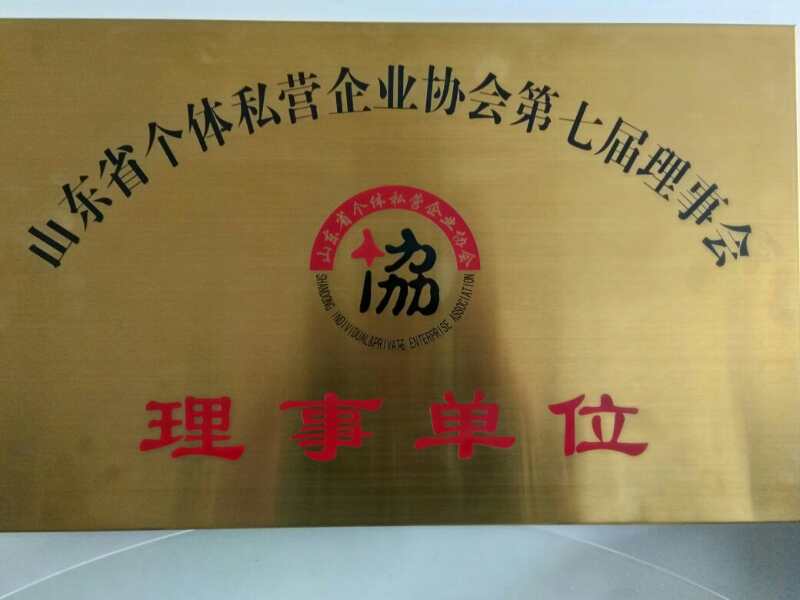 山东省个体私营企业协会第七届理事会
山东省个体私营企业协会
協
SHANDONG INDIVIDUAL&PRIVATE ENTERPRISE ASSOCIATION
理事单位